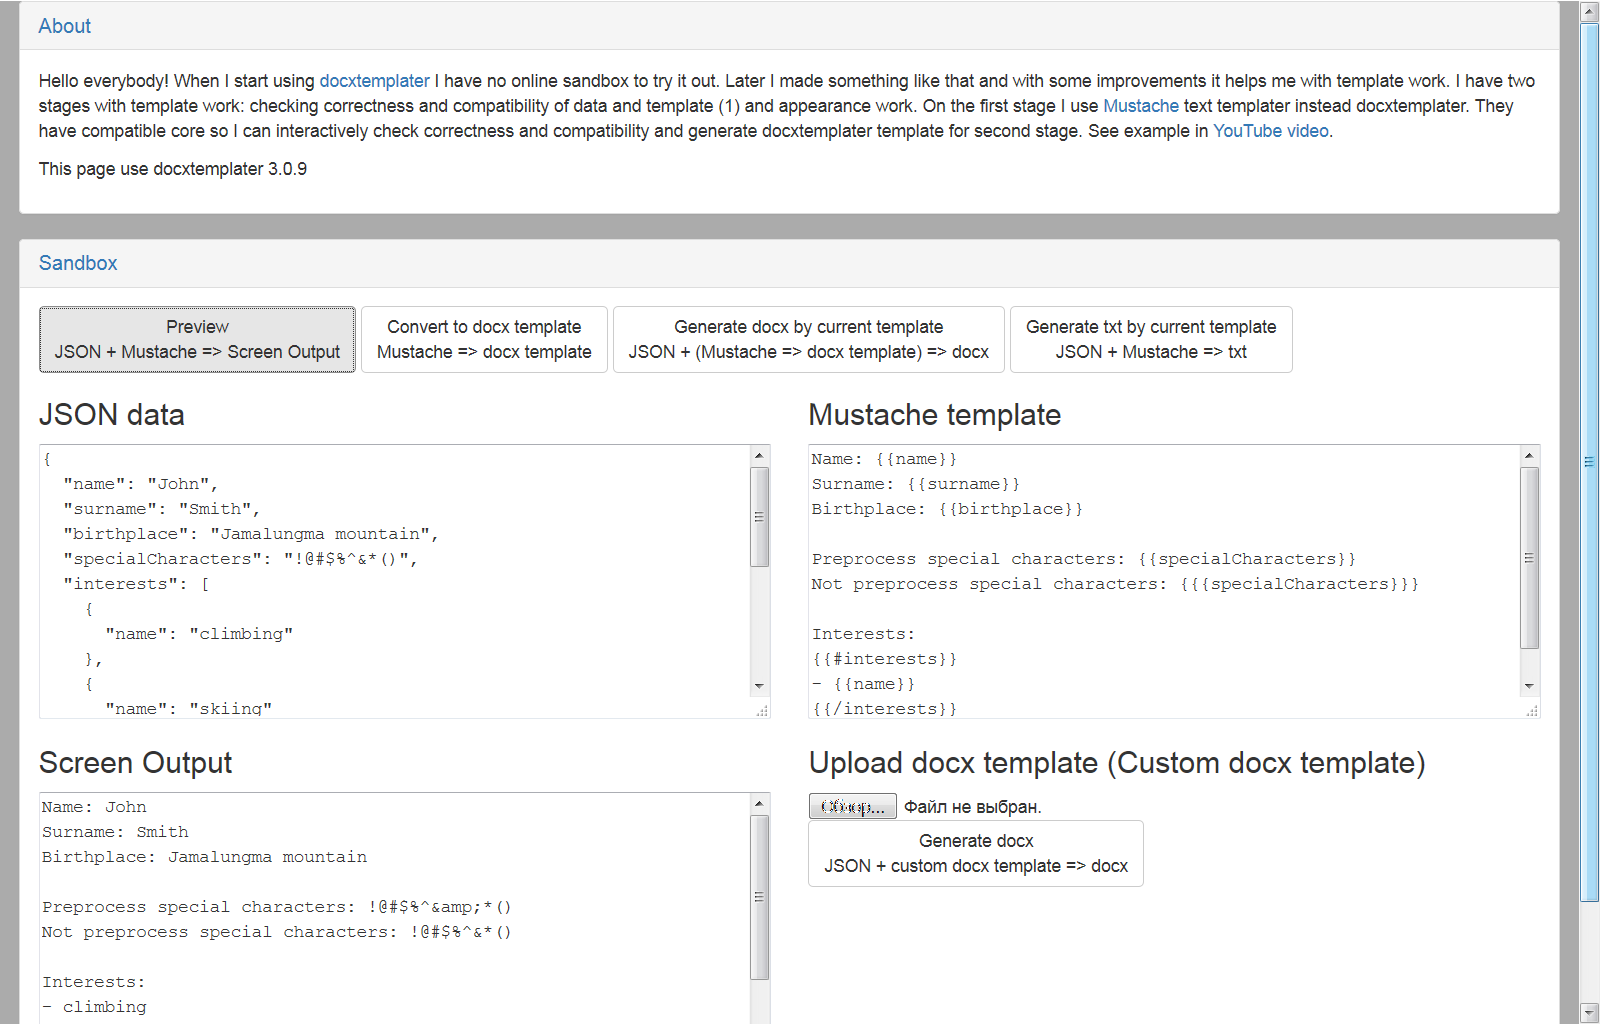 About
Hello everybody! When I start using docxtemplater I have no online sandbox to try it out. Later I made something like that and with some improvements it helps me with template work. I have two
stages with template work: checking correctness and compatibility of data and template (1) and appearance work. On the first stage I use Mustache text templater instead docxtemplater. They
have compatible core so I can interactively check correctness and compatibility and generate docxtemplater template for second stage. See example in YouTube video.
This page use docxtemplater 3.0.9
Sandbox
Preview
JSON + Mustache => Screen Output
Convert to docx template
Mustache => docx template
Generate docx by current template
JSON + (Mustache => docx template) => docx
Generate txt by current template
JSON + Mustache => txt
JSON data
{
  "name": "John",
  "surname": "Smith",
  "birthplace": "Jamalungma mountain",
  "specialCharacters": "!@#$%^&*()",
  "interests": [
    {
      "name": "climbing"
    },
    {
      "name": "skiing"
Mustache template
Name: {{name}}
Surname: {{surname}}
Birthplace: {{birthplace}}
Preprocess special characters: {{specialCharacters}}
Not preprocess special characters: {{{specialCharacters}}}
Interests:
{{#interests}}
- {{name}}
{{/interests}}
Screen Output
Name: John
Surname: Smith
Birthplace: Jamalungma mountain
Preprocess special characters: !@#$%^&amp;*()
Not preprocess special characters: !@#$%^&*()
Interests:
- climbing
Upload docx template (Custom docx template)
Обзор... Файл не выбран.
Generate docx
JSON + custom docx template => docx